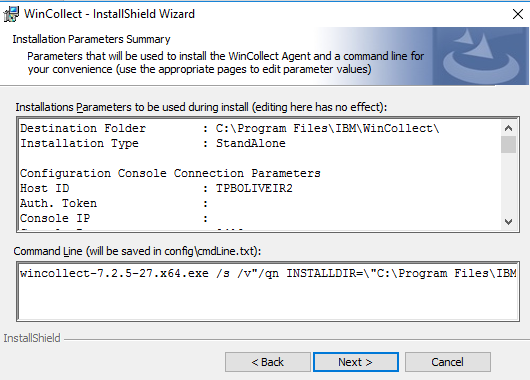 WinCollect - InstallShield Wizard
Installation Parameters Summary
Parameters that will be used to install the WinCollect Agent and a command line for
your convenience (use the appropriate pages to edit parameter values)
Installations Parameters to be used during install (editing here has no effect):
Destination Folder : C:\Program Files\IBM\WinCollect\
Installation Type : StandAlone
Configuration Console Connection Parameters
Host ID : TPBOLIVEIR2
Auth. Token :
Console IP :
Command Line (will be saved in config\cmdLine.txt):
wincollect-7.2.5-27.x64.exe /s /v"/qn INSTALLDIR=\"C:\Program Files\IBM
InstallShield
< Back Next > Cancel